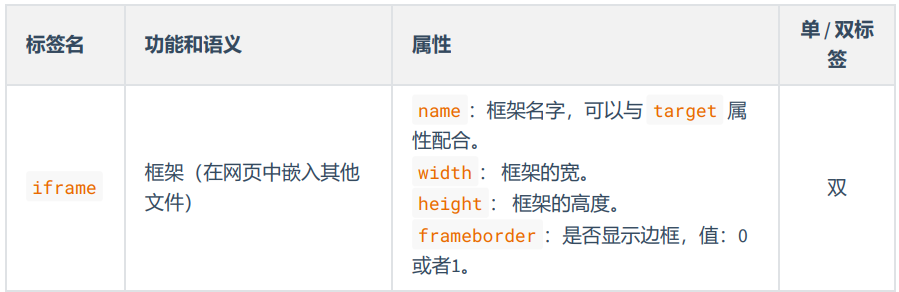 标签名 功能和语义 属性 单 / 双标签
iframe
框架（在网页中嵌入其他
文件）
name：框架名字，可以与 target 属
性配合。
width： 框架的宽。
height： 框架的高度。
frameborder：是否显示边框，值：0
或者1。
双